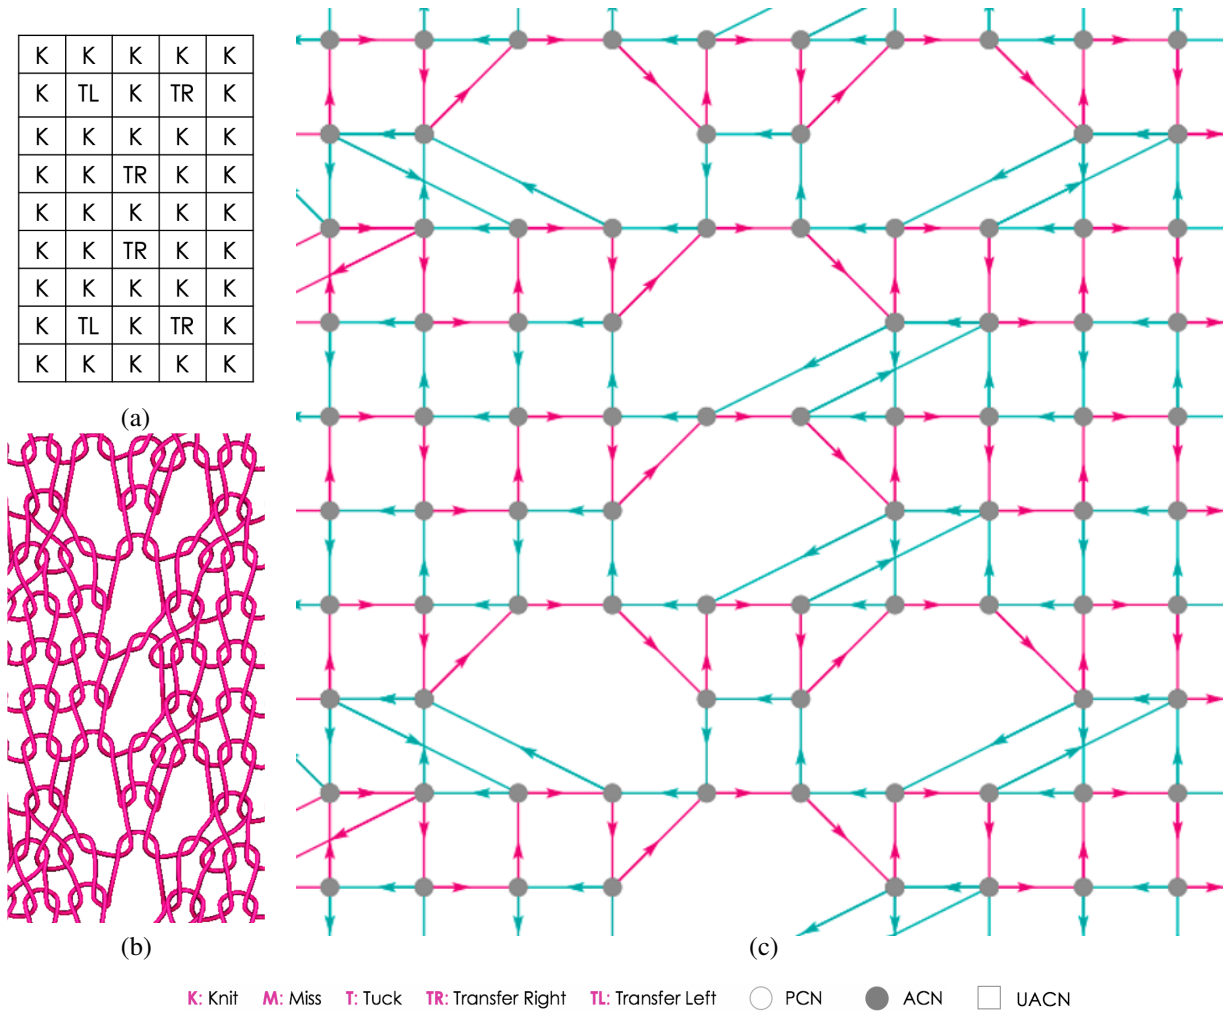 K K K K K
K TL K TR K
K K K K K
K K TR K K
K K K K K
K K TR K K
K K K K K
K TL K TR K
K K K K K
(a)
(b)
(c)
K: Knit M: Miss T: Tuck TR: Transfer Right TL: Transfer Left PCN ACN UACN